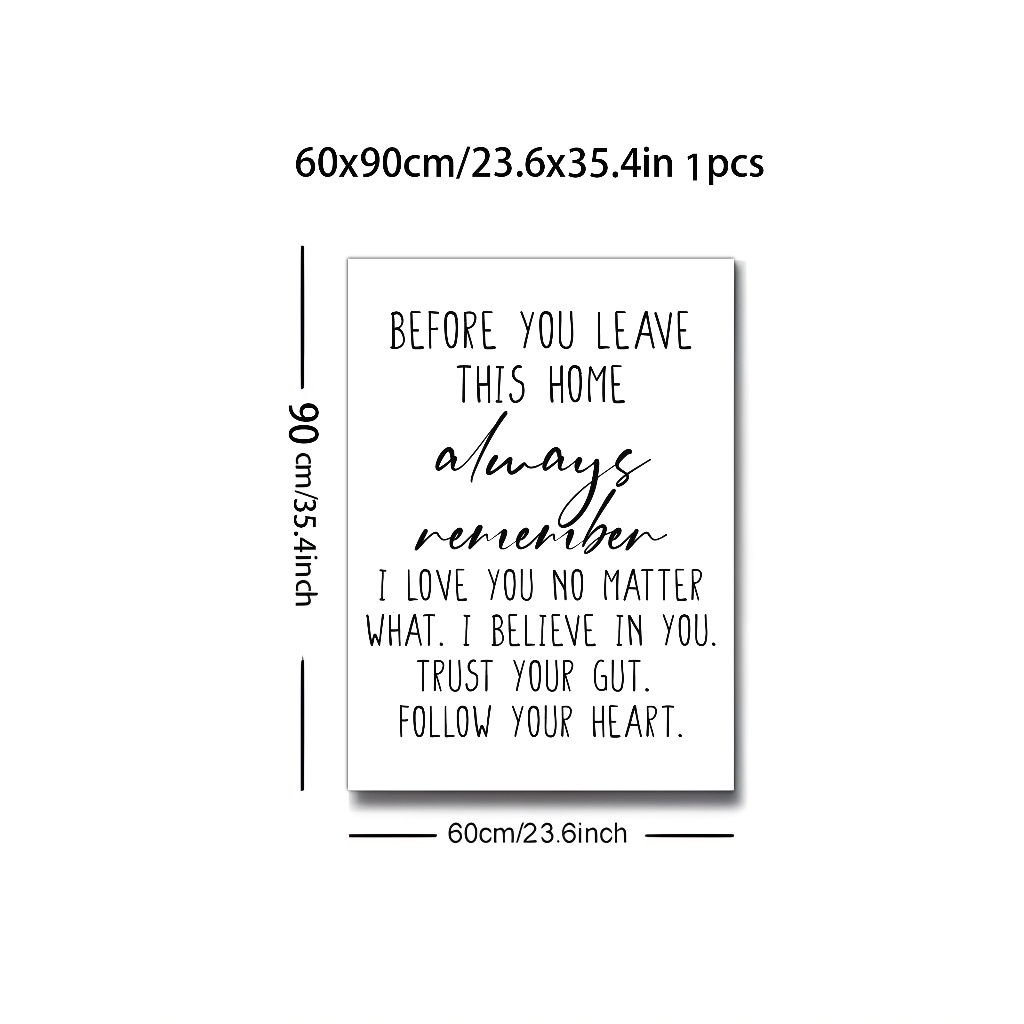 60x90cm/23.6x35.4in 1pcs
90 cm/35.4inch
BEFORE YOU LEAVE
THIS HOME
always
remember
I LOVE YOU NO MATTER
WHAT. I BELIEVE IN YOU.
TRUST YOUR GUT.
FOLLOW YOUR HEART.
60cm/23.6inch